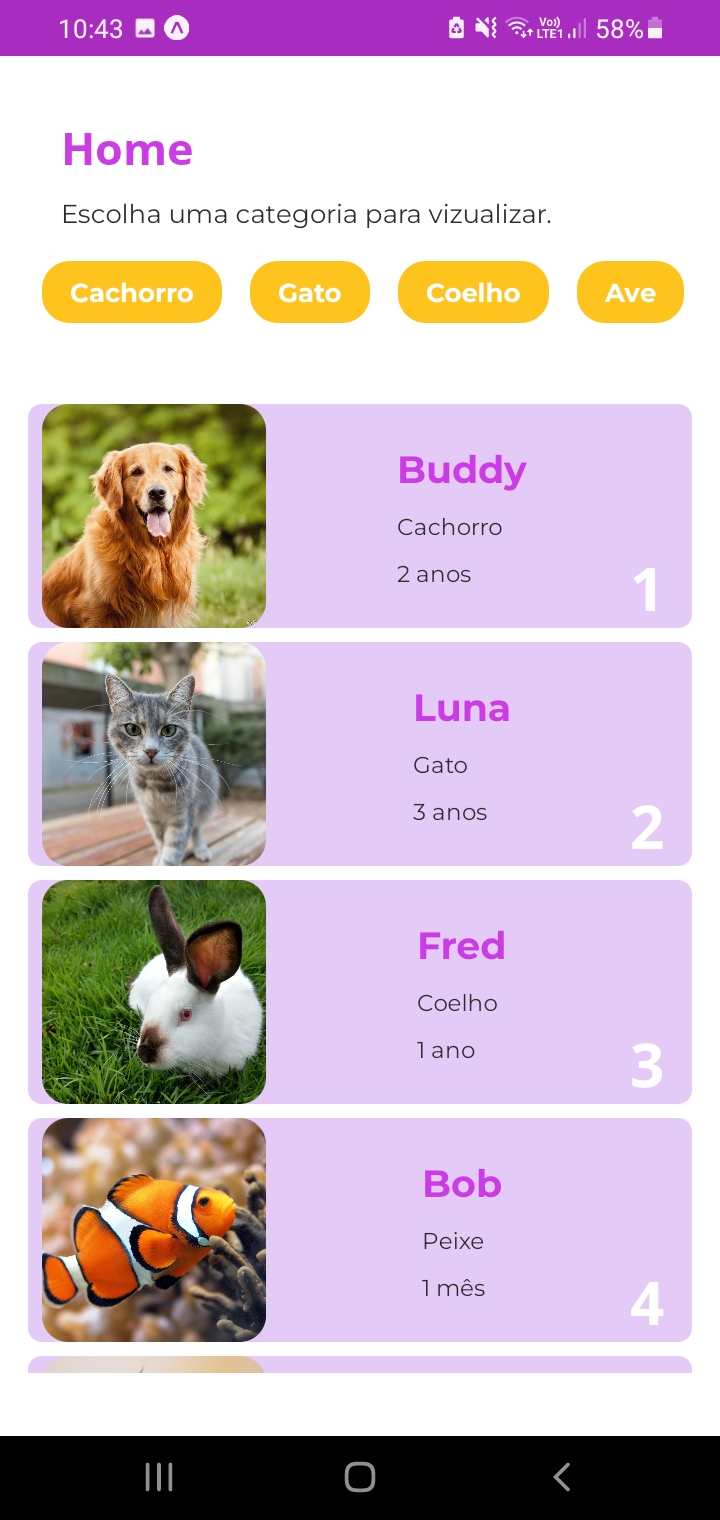 10:43 Vo)) LTE1 58%
Home
Escolha uma categoria para vizualizar.
Cachorro Gato Coelho Ave
Buddy
Cachorro
2 anos
1
Luna
Gato
3 anos
2
Fred
Coelho
1 ano
3
Bob
Peixe
1 mês
4